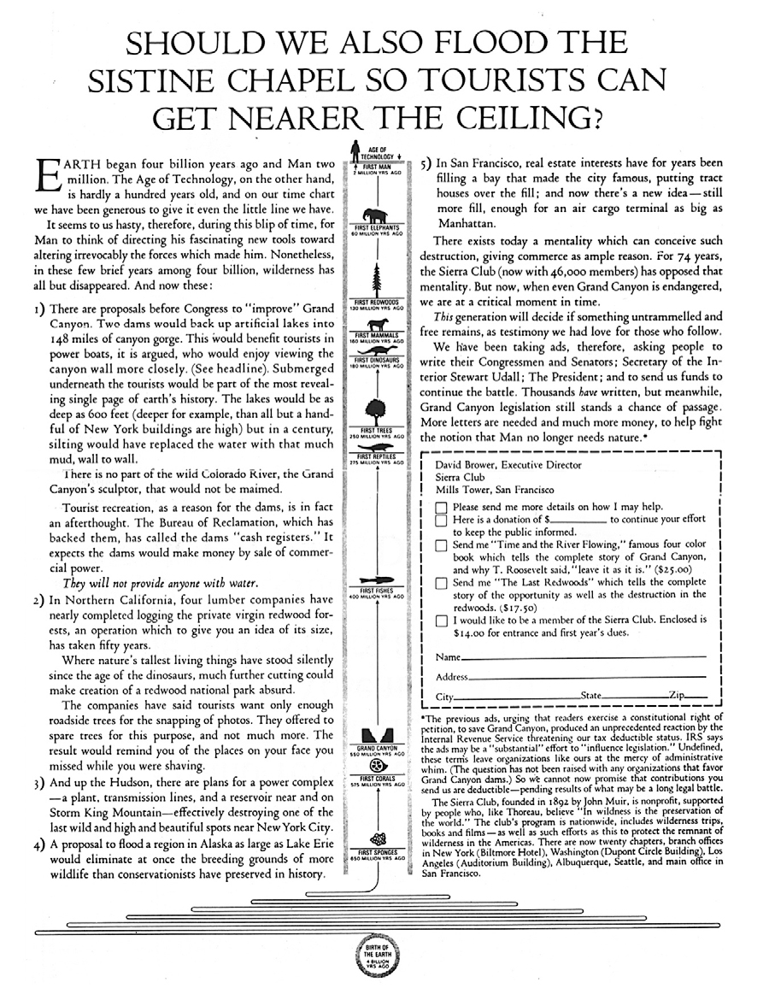 SHOULD WE ALSO FLOOD THE
SISTINE CHAPEL SO TOURISTS CAN
GET NEARER THE CEILING?
EARTH began four billion years ago and Man two
million. The Age of Technology, on the other hand,
is hardly a hundred years old, and on our time chart
we have been generous to give it even the little line we have.
It seems to us hasty, therefore, during this blip of time, for
Man to think of directing his fascinating new tools toward
altering irrevocably the forces which made him. Nonetheless,
in these few brief years among four billion, wilderness has
all but disappeared. And now these:
1) There are proposals before Congress to "improve" Grand
Canyon. Two dams would back up artificial lakes into
148 miles of canyon gorge. This would benefit tourists in
power boats, it is argued, who would enjoy viewing the
canyon wall more closely. (See headline). Submerged
underneath the tourists would be part of the most reveal-
ing single page of earth's history. The lakes would be as
deep as 600 feet (deeper for example, than all but a hand-
ful of New York buildings are high) but in a century,
silting would have replaced the water with that much
mud, wall to wall.
There is no part of the wild Colorado River, the Grand
Canyon's sculptor, that would not be maimed.
Tourist recreation, as a reason for the dams, is in fact
an afterthought. The Bureau of Reclamation, which has
backed them, has called the dams "cash registers." It
expects the dams would make money by sale of commer-
cial power.
They will not provide anyone with water.
2) In Northern California, four lumber companies have
nearly completed logging the private virgin redwood for-
ests, an operation which to give you an idea of its size,
has taken fifty years.
Where nature's tallest living things have stood silently
since the age of the dinosaurs, much further cutting could
make creation of a redwood national park absurd.
The companies have said tourists want only enough
roadside trees for the snapping of photos. They offered to
spare trees for this purpose, and not much more. The
result would remind you of the places on your face you
missed while you were shaving.
3) And up the Hudson, there are plans for a power complex
—a plant, transmission lines, and a reservoir near and on
Storm King Mountain—effectively destroying one of the
last wild and high and beautiful spots near New York City.
4) A proposal to flood a region in Alaska as large as Lake Erie
would eliminate at once the breeding grounds of more
wildlife than conservationists have preserved in history.
AGE OF
TECHNOLOGY
FIRST MAN
2 MILLION YRS AGO
FIRST ELEPHANTS
60 MILLION YRS AGO
FIRST REDWOODS
130 MILLION YRS AGO
FIRST MAMMALS
160 MILLION YRS AGO
FIRST DINOSAURS
180 MILLION YRS AGO
FIRST TREES
250 MILLION YRS AGO
FIRST REPTILES
275 MILLION YRS AGO
FIRST FISHES
400 MILLION YRS AGO
GRAND CANYON
550 MILLION YRS AGO
FIRST CORALS
575 MILLION YRS AGO
FIRST SPONGES
650 MILLION YRS AGO
BIRTH OF
THE EARTH
4 BILLION
YRS AGO
5) In San Francisco, real estate interests have for years been
filling a bay that made the city famous, putting tract
houses over the fill; and now there's a new idea—still
more fill, enough for an air cargo terminal as big as
Manhattan.
There exists today a mentality which can conceive such
destruction, giving commerce as ample reason. For 74 years,
the Sierra Club (now with 46,000 members) has opposed that
mentality. But now, when even Grand Canyon is endangered,
we are at a critical moment in time.
This generation will decide if something untrammelled and
free remains, as testimony we had love for those who follow.
We have been taking ads, therefore, asking people to
write their Congressmen and Senators; Secretary of the In-
terior Stewart Udall; The President; and to send us funds to
continue the battle. Thousands have written, but meanwhile,
Grand Canyon legislation still stands a chance of passage.
More letters are needed and much more money, to help fight
the notion that Man no longer needs nature.*
David Brower, Executive Director
Sierra Club
Mills Tower, San Francisco
Please send me more details on how I may help.
Here is a donation of $________ to continue your effort
to keep the public informed.
Send me "Time and the River Flowing," famous four color
book which tells the complete story of Grand Canyon,
and why T. Roosevelt said, "leave it as it is." ($25.00)
Send me "The Last Redwoods" which tells the complete
story of the opportunity as well as the destruction in the
redwoods. ($17.50)
I would like to be a member of the Sierra Club. Enclosed is
$14.00 for entrance and first year's dues.
Name
Address
City State Zip
*The previous ads, urging that readers exercise a constitutional right of
petition, to save Grand Canyon, produced an unprecedented reaction by the
Internal Revenue Service threatening our tax deductible status. IRS says
the ads may be a "substantial" effort to "influence legislation." Undefined,
these terms leave organizations like ours at the mercy of administrative
whim. (The question has not been raised with any organizations that favor
Grand Canyon dams.) So we cannot now promise that contributions you
send us are deductible—pending results of what may be a long legal battle.
The Sierra Club, founded in 1892 by John Muir, is nonprofit, supported
by people who, like Thoreau, believe "In wildness is the preservation of
the world." The club's program is nationwide, includes wilderness trips,
books and films—as well as such efforts as this to protect the remnant of
wilderness in the Americas. There are now twenty chapters, branch offices
in New York (Biltmore Hotel), Washington (Dupont Circle Building), Los
Angeles (Auditorium Building), Albuquerque, Seattle, and main office in
San Francisco.